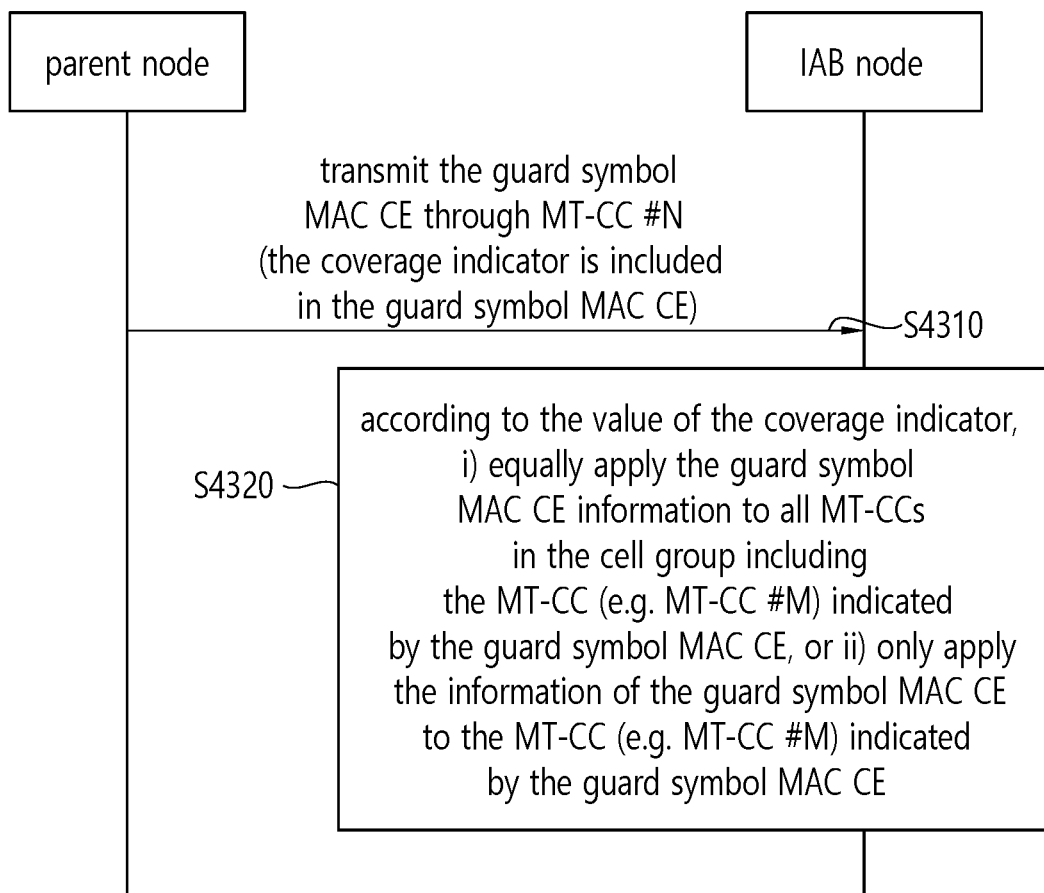 parent node
IAB node
transmit the guard symbol
MAC CE through MT-CC #N
(the coverage indicator is included
in the guard symbol MAC CE)
S4310
according to the value of the coverage indicator,
i) equally apply the guard symbol
MAC CE information to all MT-CCs
in the cell group including
the MT-CC (e.g. MT-CC #M) indicated
by the guard symbol MAC CE, or ii) only apply
the information of the guard symbol MAC CE
to the MT-CC (e.g. MT-CC #M) indicated
by the guard symbol MAC CE
S4320